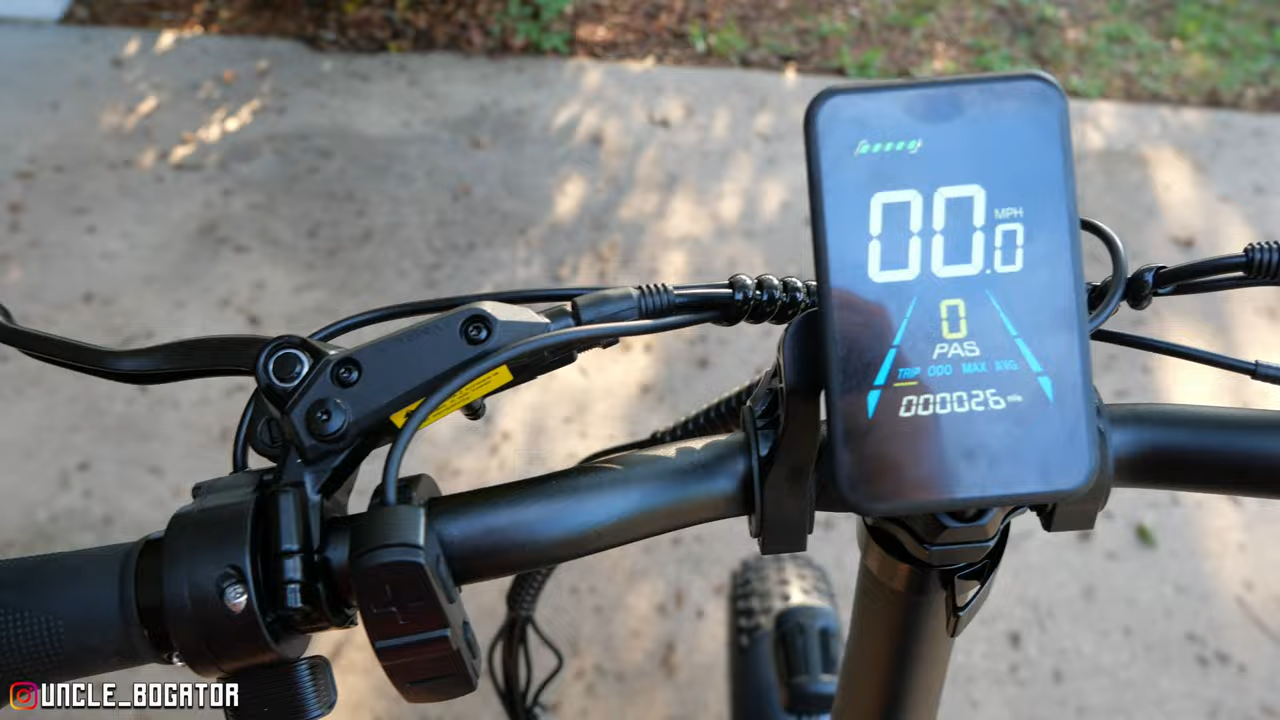 00.0 MPH
0
PAS
TRIP ODO MAX AVG
000026 mile
UNCLE_BOGATOR